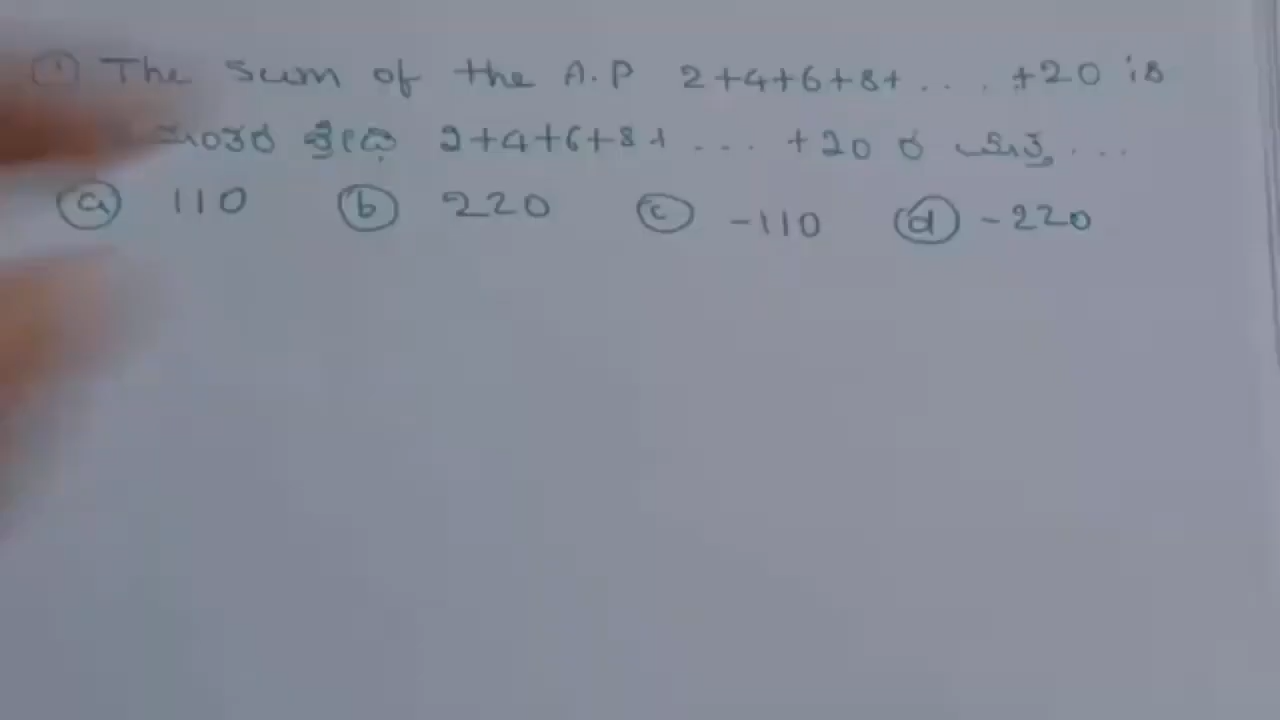 ① The sum of the A.P 2+4+6+8+ . . . . +20 is
ಶ್ರೇಢಿ 2+4+6+8+ . . . . +20 ರ ಮೊತ್ತ . . .
ⓐ 110 ⓑ 220 ⓒ -110 ⓓ -220